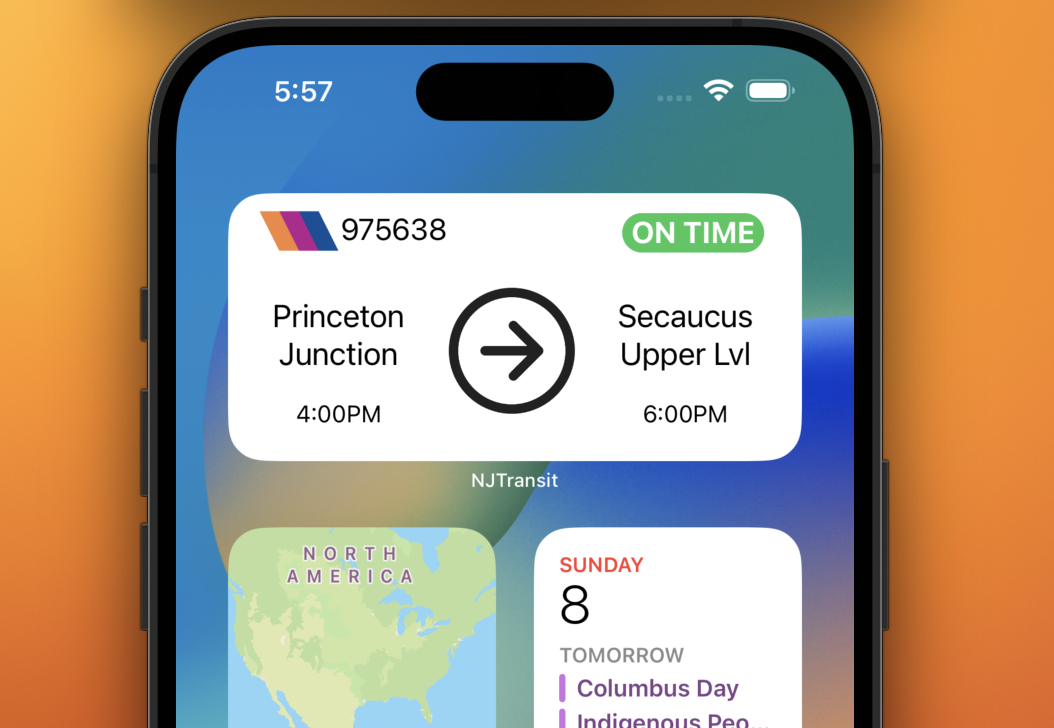 5:57
975638
ON TIME
Princeton
Junction
Secaucus
Upper Lvl
4:00PM
6:00PM
NJTransit
NORTH
AMERICA
SUNDAY
8
TOMORROW
Columbus Day
Indigenous Peo...